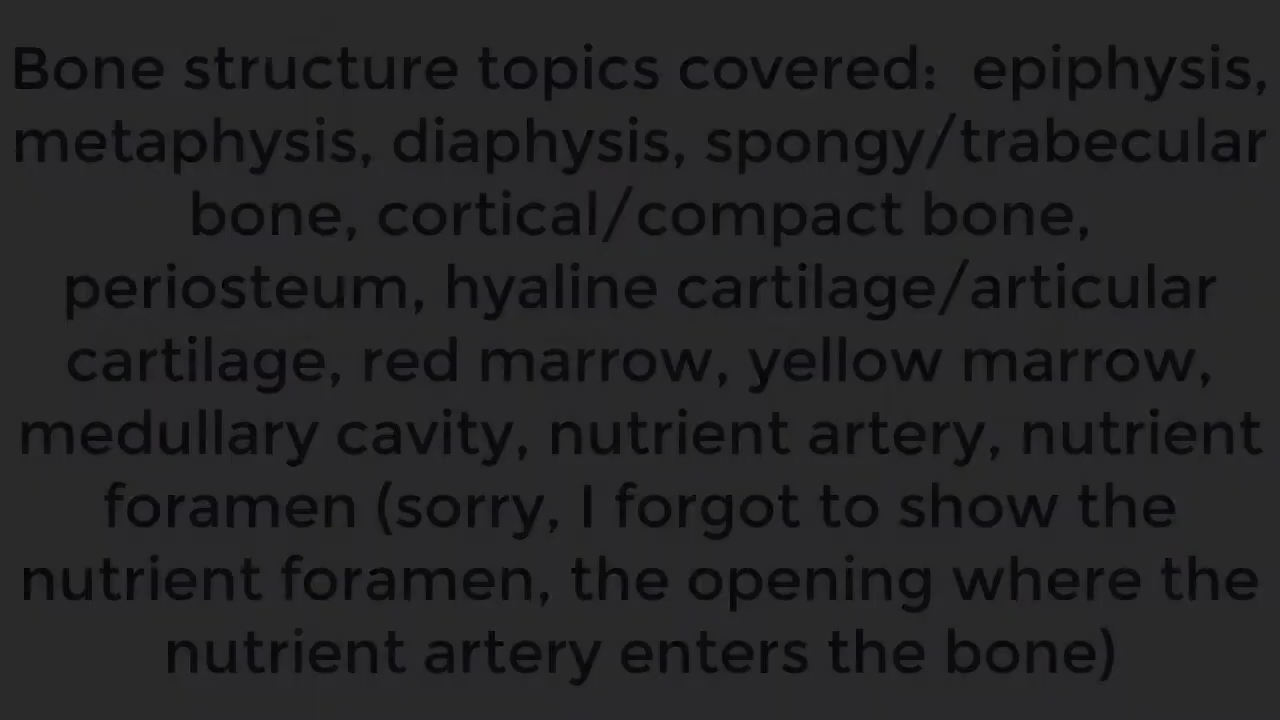 Bone structure topics covered:  epiphysis,
metaphysis, diaphysis, spongy/trabecular
bone, cortical/compact bone,
periosteum, hyaline cartilage/articular
cartilage, red marrow, yellow marrow,
medullary cavity, nutrient artery, nutrient
foramen (sorry, I forgot to show the
nutrient foramen, the opening where the
nutrient artery enters the bone)